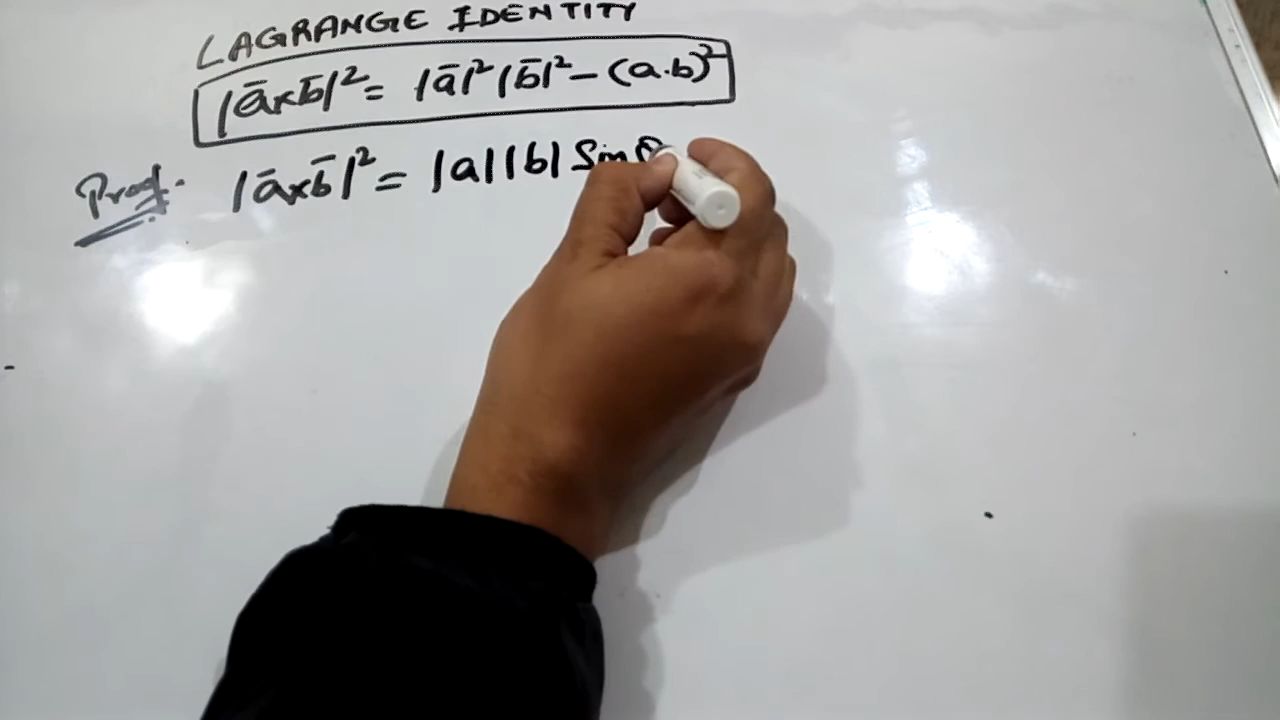 LAGRANGE IDENTITY
|a̅×b̅|² = |a̅|²|b̅|² – (a.b)²
Proof. |a̅×b̅|² = |a||b| Sin θ